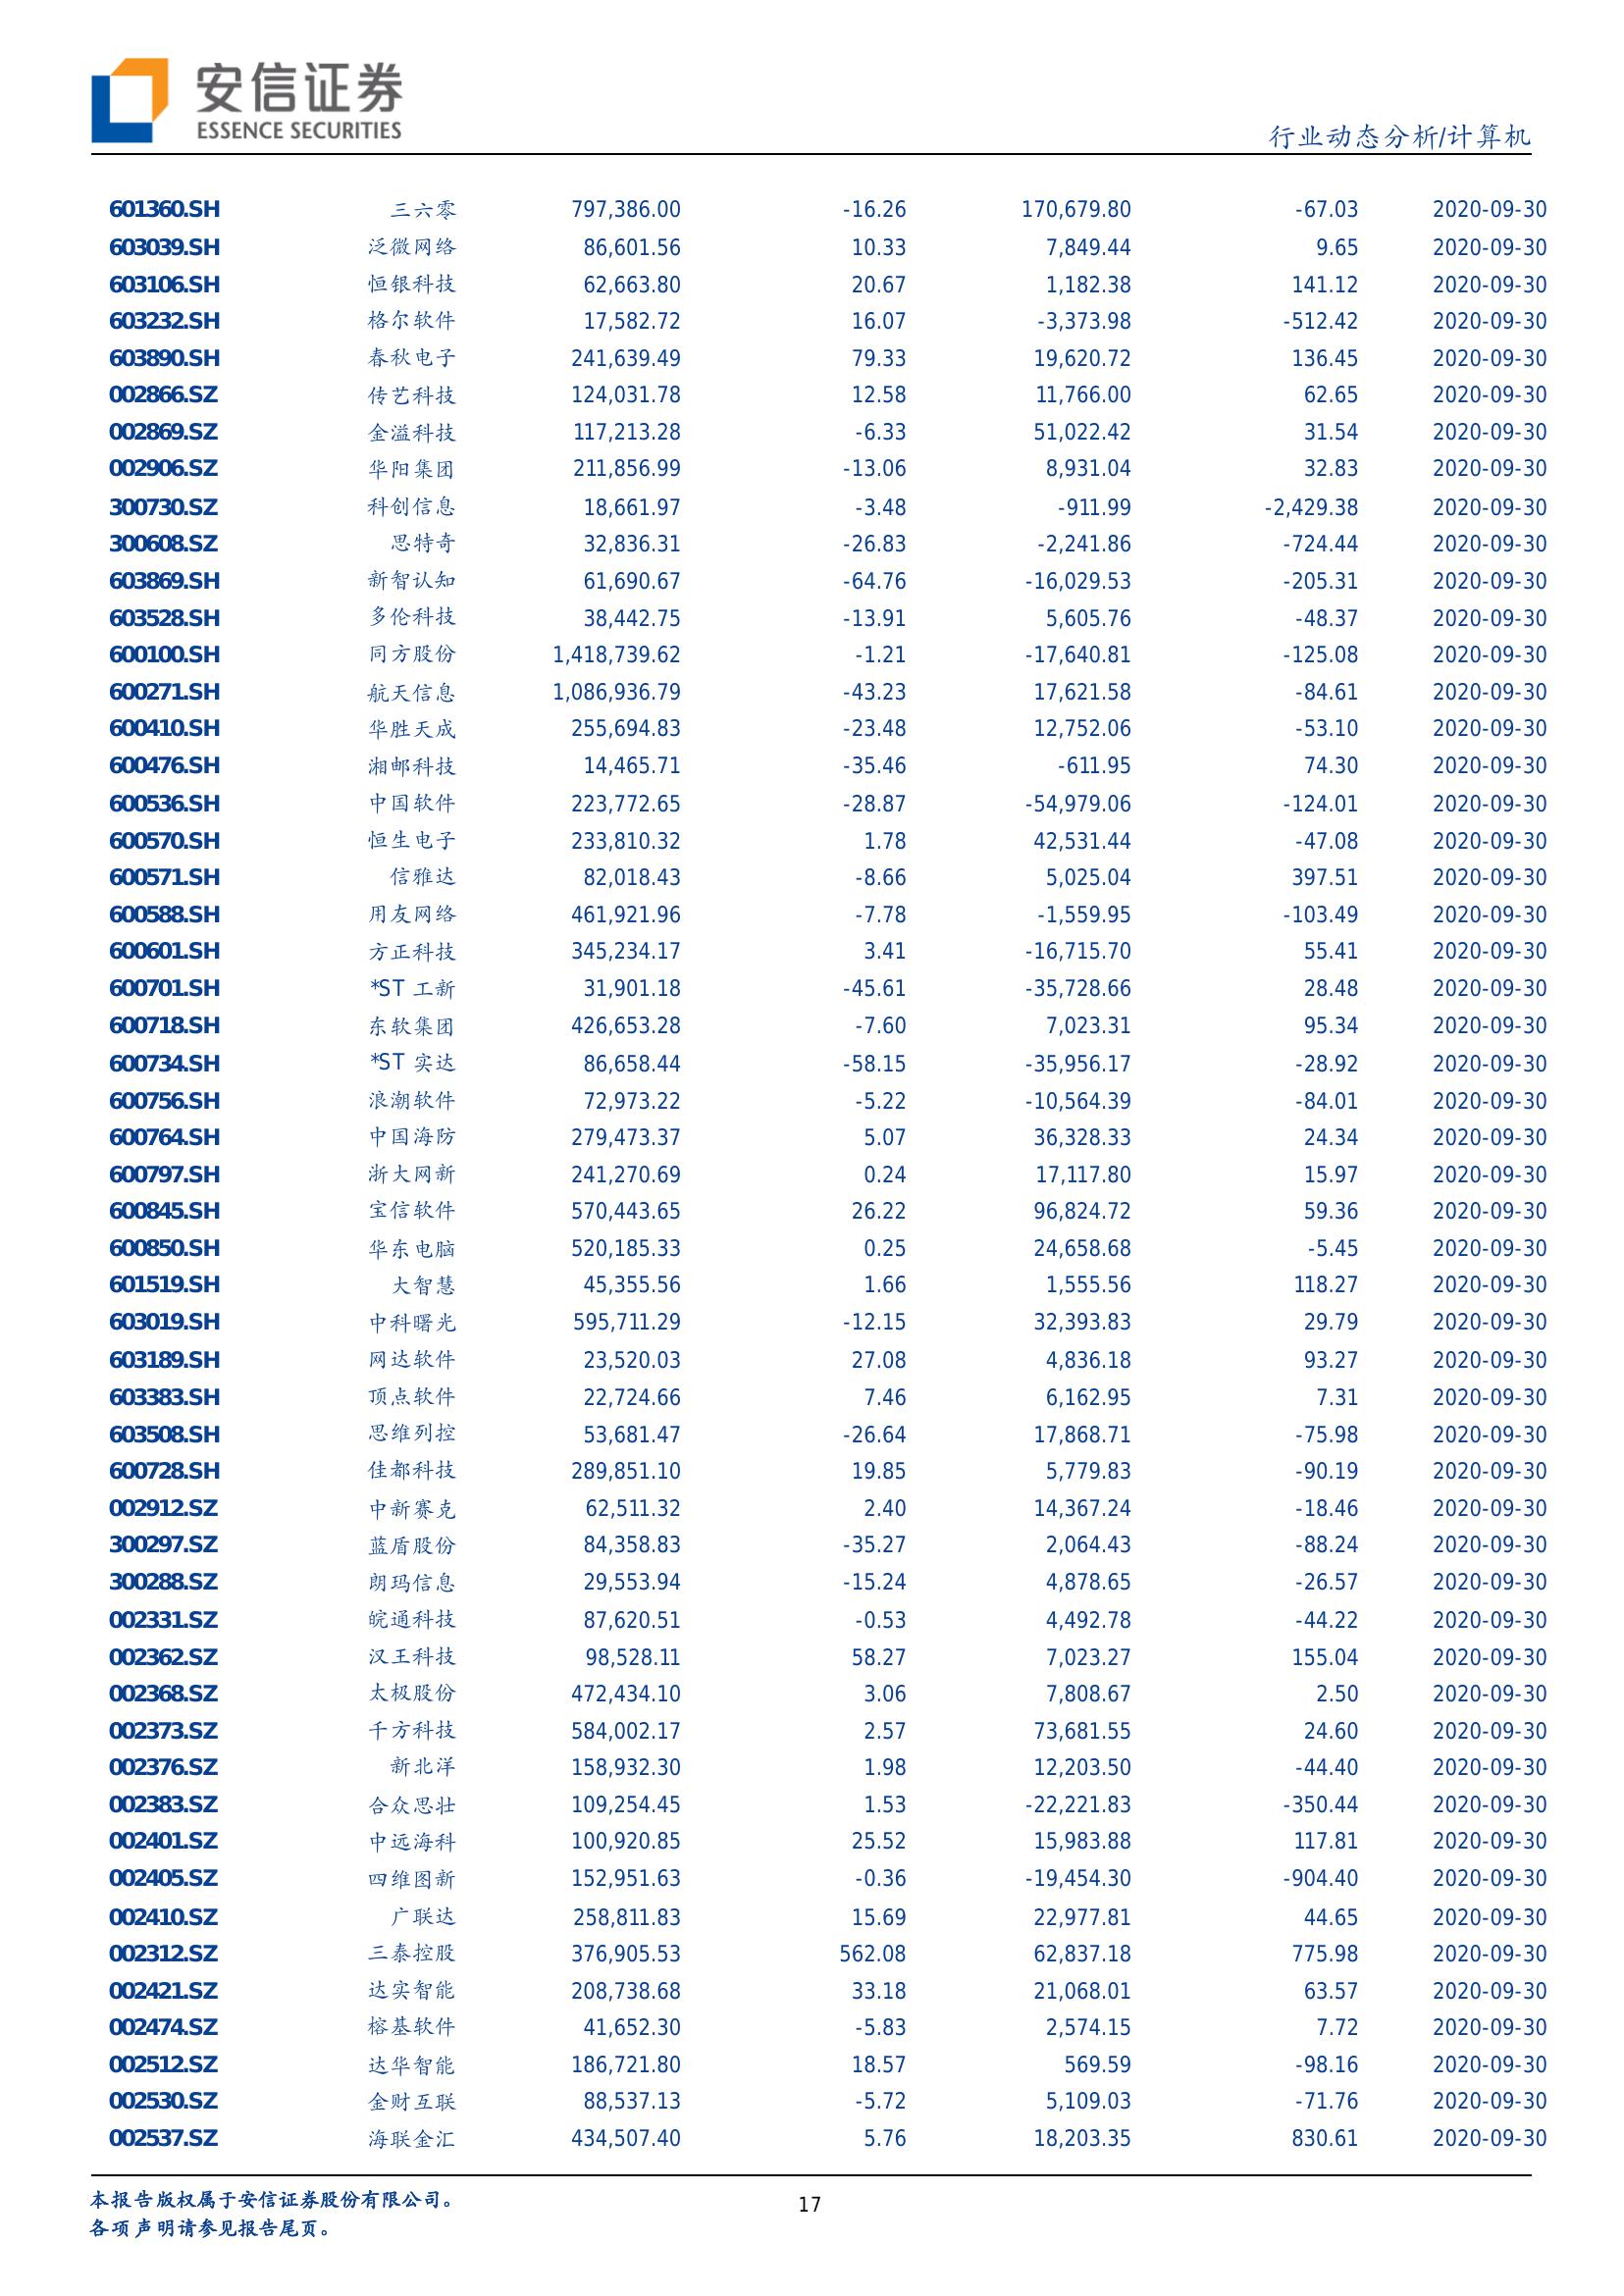 安信证券
ESSENCE SECURITIES
行业动态分析/计算机
601360.SH 三六零 797,386.00 -16.26 170,679.80 -67.03 2020-09-30
603039.SH 泛微网络 86,601.56 10.33 7,849.44 9.65 2020-09-30
603106.SH 恒银科技 62,663.80 20.67 1,182.38 141.12 2020-09-30
603232.SH 格尔软件 17,582.72 16.07 -3,373.98 -512.42 2020-09-30
603890.SH 春秋电子 241,639.49 79.33 19,620.72 136.45 2020-09-30
002866.SZ 传艺科技 124,031.78 12.58 11,766.00 62.65 2020-09-30
002869.SZ 金溢科技 117,213.28 -6.33 51,022.42 31.54 2020-09-30
002906.SZ 华阳集团 211,856.99 -13.06 8,931.04 32.83 2020-09-30
300730.SZ 科创信息 18,661.97 -3.48 -911.99 -2,429.38 2020-09-30
300608.SZ 思特奇 32,836.31 -26.83 -2,241.86 -724.44 2020-09-30
603869.SH 新智认知 61,690.67 -64.76 -16,029.53 -205.31 2020-09-30
603528.SH 多伦科技 38,442.75 -13.91 5,605.76 -48.37 2020-09-30
600100.SH 同方股份 1,418,739.62 -1.21 -17,640.81 -125.08 2020-09-30
600271.SH 航天信息 1,086,936.79 -43.23 17,621.58 -84.61 2020-09-30
600410.SH 华胜天成 255,694.83 -23.48 12,752.06 -53.10 2020-09-30
600476.SH 湘邮科技 14,465.71 -35.46 -611.95 74.30 2020-09-30
600536.SH 中国软件 223,772.65 -28.87 -54,979.06 -124.01 2020-09-30
600570.SH 恒生电子 233,810.32 1.78 42,531.44 -47.08 2020-09-30
600571.SH 信雅达 82,018.43 -8.66 5,025.04 397.51 2020-09-30
600588.SH 用友网络 461,921.96 -7.78 -1,559.95 -103.49 2020-09-30
600601.SH 方正科技 345,234.17 3.41 -16,715.70 55.41 2020-09-30
600701.SH *ST 工新 31,901.18 -45.61 -35,728.66 28.48 2020-09-30
600718.SH 东软集团 426,653.28 -7.60 7,023.31 95.34 2020-09-30
600734.SH *ST 实达 86,658.44 -58.15 -35,956.17 -28.92 2020-09-30
600756.SH 浪潮软件 72,973.22 -5.22 -10,564.39 -84.01 2020-09-30
600764.SH 中国海防 279,473.37 5.07 36,328.33 24.34 2020-09-30
600797.SH 浙大网新 241,270.69 0.24 17,117.80 15.97 2020-09-30
600845.SH 宝信软件 570,443.65 26.22 96,824.72 59.36 2020-09-30
600850.SH 华东电脑 520,185.33 0.25 24,658.68 -5.45 2020-09-30
601519.SH 大智慧 45,355.56 1.66 1,555.56 118.27 2020-09-30
603019.SH 中科曙光 595,711.29 -12.15 32,393.83 29.79 2020-09-30
603189.SH 网达软件 23,520.03 27.08 4,836.18 93.27 2020-09-30
603383.SH 顶点软件 22,724.66 7.46 6,162.95 7.31 2020-09-30
603508.SH 思维列控 53,681.47 -26.64 17,868.71 -75.98 2020-09-30
600728.SH 佳都科技 289,851.10 19.85 5,779.83 -90.19 2020-09-30
002912.SZ 中新赛克 62,511.32 2.40 14,367.24 -18.46 2020-09-30
300297.SZ 蓝盾股份 84,358.83 -35.27 2,064.43 -88.24 2020-09-30
300288.SZ 朗玛信息 29,553.94 -15.24 4,878.65 -26.57 2020-09-30
002331.SZ 皖通科技 87,620.51 -0.53 4,492.78 -44.22 2020-09-30
002362.SZ 汉王科技 98,528.11 58.27 7,023.27 155.04 2020-09-30
002368.SZ 太极股份 472,434.10 3.06 7,808.67 2.50 2020-09-30
002373.SZ 千方科技 584,002.17 2.57 73,681.55 24.60 2020-09-30
002376.SZ 新北洋 158,932.30 1.98 12,203.50 -44.40 2020-09-30
002383.SZ 合众思壮 109,254.45 1.53 -22,221.83 -350.44 2020-09-30
002401.SZ 中远海科 100,920.85 25.52 15,983.88 117.81 2020-09-30
002405.SZ 四维图新 152,951.63 -0.36 -19,454.30 -904.40 2020-09-30
002410.SZ 广联达 258,811.83 15.69 22,977.81 44.65 2020-09-30
002312.SZ 三泰控股 376,905.53 562.08 62,837.18 775.98 2020-09-30
002421.SZ 达实智能 208,738.68 33.18 21,068.01 63.57 2020-09-30
002474.SZ 榕基软件 41,652.30 -5.83 2,574.15 7.72 2020-09-30
002512.SZ 达华智能 186,721.80 18.57 569.59 -98.16 2020-09-30
002530.SZ 金财互联 88,537.13 -5.72 5,109.03 -71.76 2020-09-30
002537.SZ 海联金汇 434,507.40 5.76 18,203.35 830.61 2020-09-30
本报告版权属于安信证券股份有限公司。
17
各项声明请参见报告尾页。